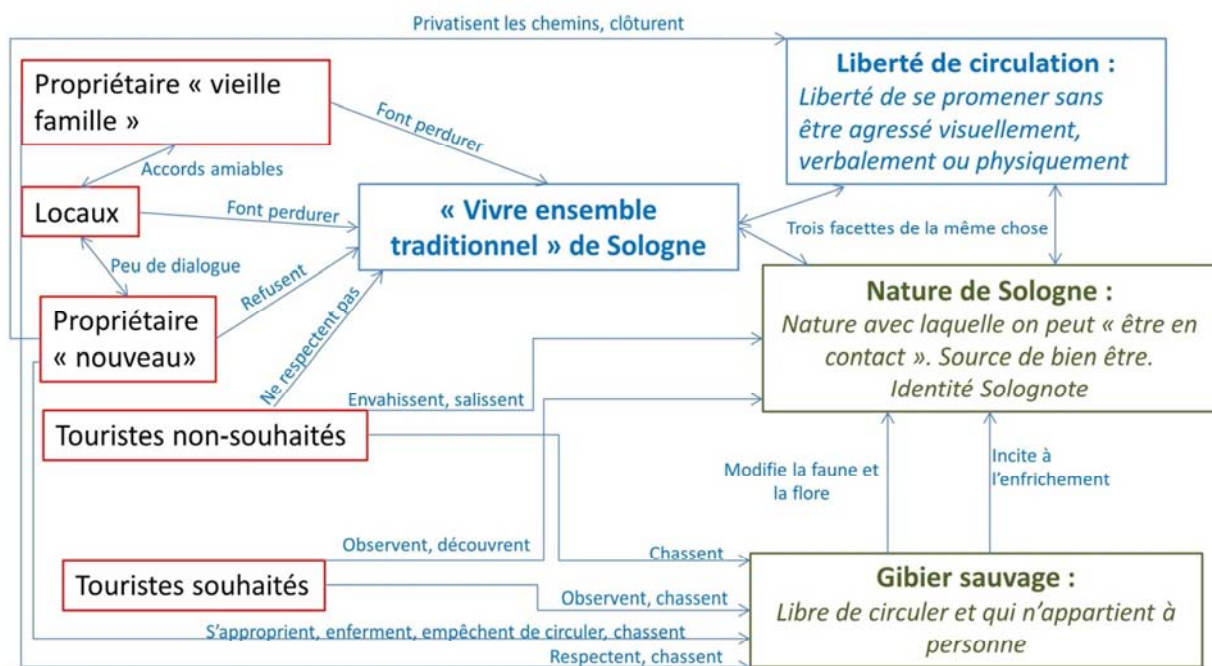 Privatisent les chemins, clôturent
Propriétaire « vieille
famille »
Liberté de circulation :
Liberté de se promener sans
être agressé visuellement,
verbalement ou physiquement
Font perdurer
Accords amiables
Locaux
Font perdurer
« Vivre ensemble
traditionnel » de Sologne
Trois facettes de la même chose
Peu de dialogue
Refusent
Propriétaire
« nouveau»
Ne respectent pas
Nature de Sologne :
Nature avec laquelle on peut « être en
contact ». Source de bien être.
Identité Solognote
Envahissent, salissent
Touristes non-souhaités
Modifie la faune et
la flore
Incite à
l'enfrichement
Observent, découvrent
Chassent
Touristes souhaités
Observent, chassent
Gibier sauvage :
Libre de circuler et qui n'appartient à
personne
S'approprient, enferment, empêchent de circuler, chassent
Respectent, chassent